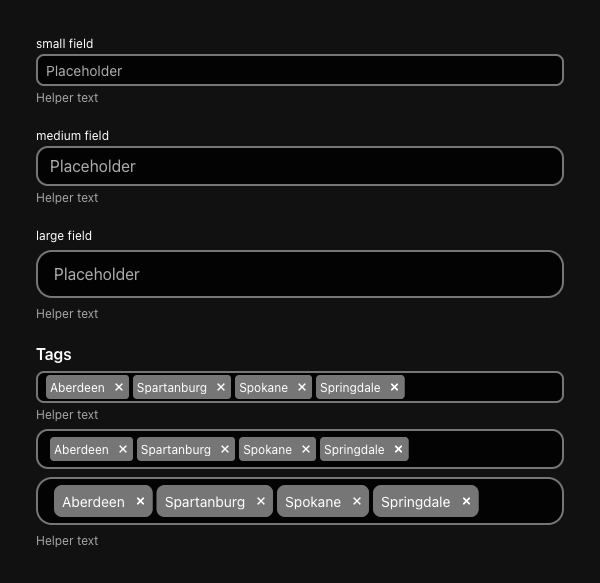 small field
Placeholder
Helper text
medium field
Placeholder
Helper text
large field
Placeholder
Helper text
Tags
Aberdeen × Spartanburg × Spokane × Springdale ×
Helper text
Aberdeen × Spartanburg × Spokane × Springdale ×
Aberdeen × Spartanburg × Spokane × Springdale ×
Helper text